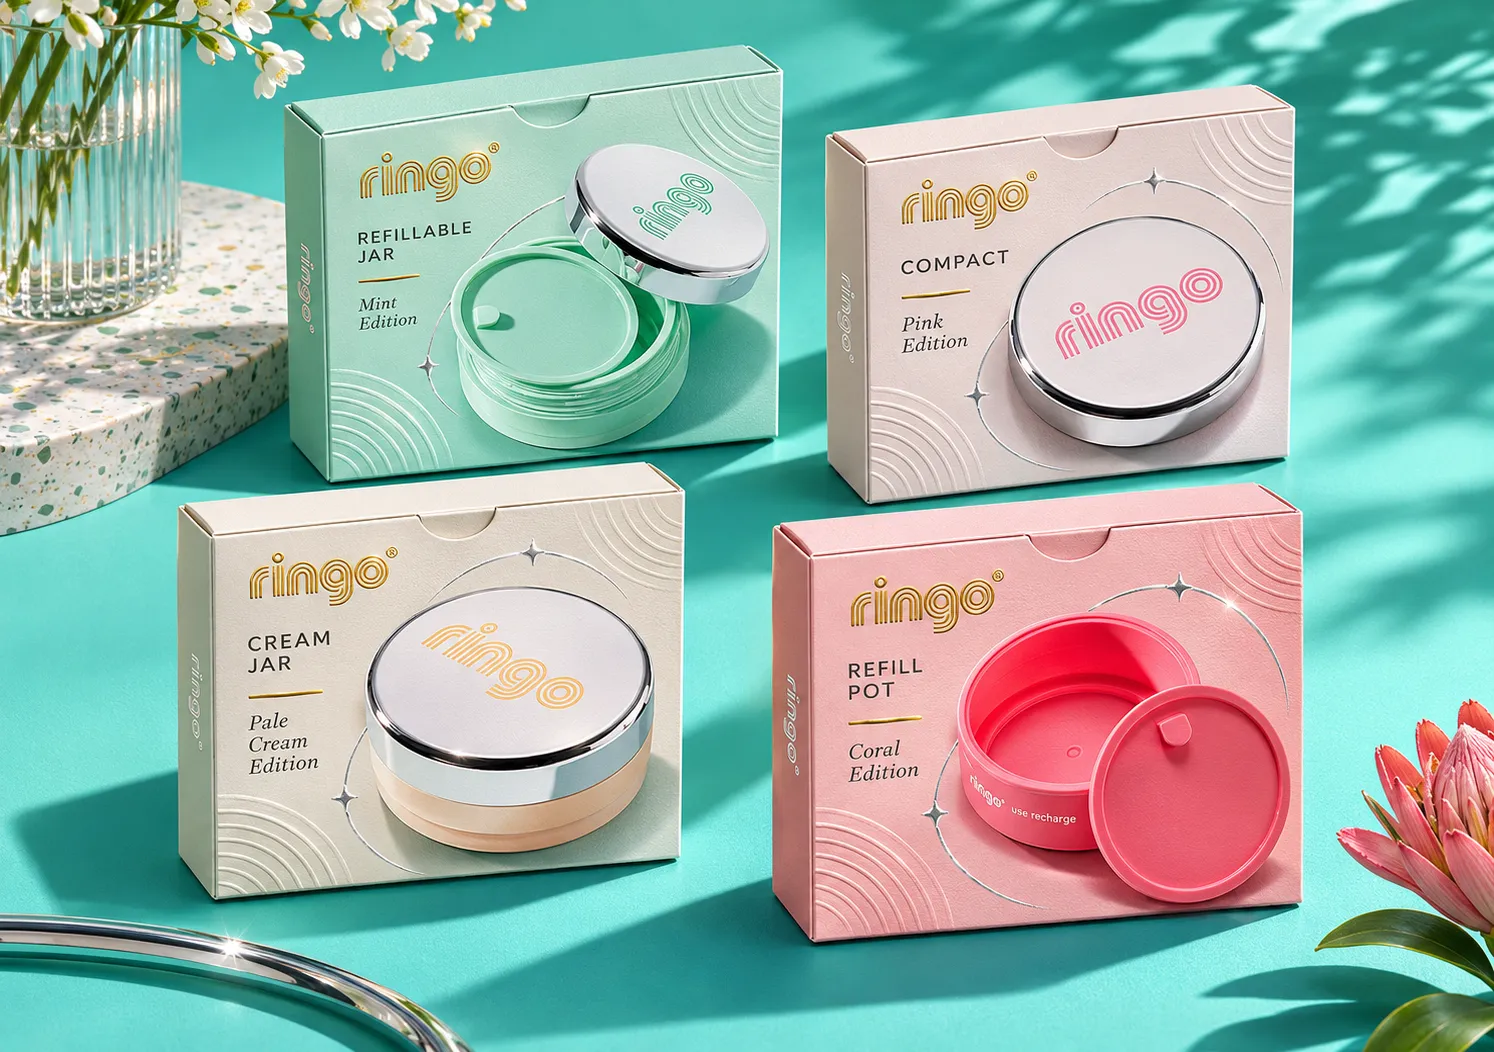 ringo®
REFILLABLE
JAR
Mint
Edition
ringo
ringo®
ringo®
COMPACT
Pink
Edition
ringo
ringo®
ringo®
CREAM
JAR
Pale
Cream
Edition
ringo
ringo®
ringo®
REFILL
POT
Coral
Edition
ringo®
use recharge
ringo®